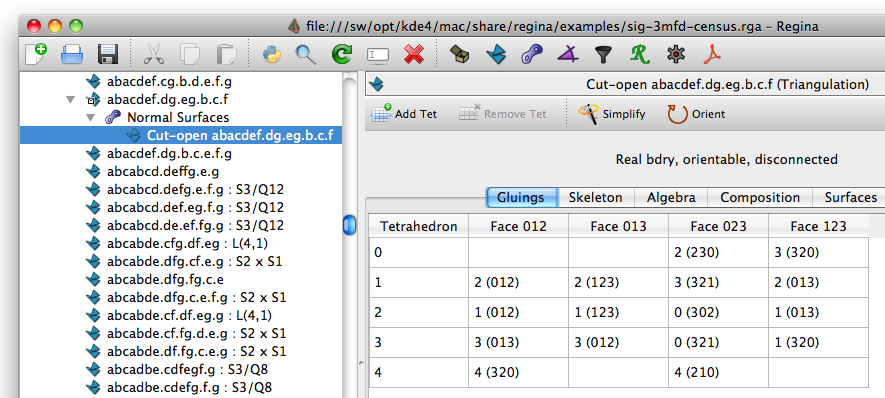 file:///sw/opt/kde4/mac/share/regina/examples/sig-3mfd-census.rga – Regina
abacdef.cg.b.d.e.f.g
abacdef.dg.eg.b.c.f
Normal Surfaces
Cut-open abacdef.dg.eg.b.c.f
abacdef.dg.b.c.e.f.g
abcabcd.deffg.e.g
abcabcd.defg.e.f.g : S3/Q12
abcabcd.def.eg.f.g : S3/Q12
abcabcd.de.ef.fg.g : S3/Q12
abcabde.cfg.df.eg : L(4,1)
abcabde.dfg.cf.e.g : S2 x S1
abcabde.dfg.fg.c.e
abcabde.dfg.c.e.f.g : S2 x S1
abcabde.cf.df.eg.g : L(4,1)
abcabde.cf.fg.d.e.g : S2 x S1
abcabde.df.fg.c.e.g : S2 x S1
abcadbe.cdfegf.g : S3/Q8
abcadbe.cdefg.f.g : S3/Q8
Cut-open abacdef.dg.eg.b.c.f (Triangulation)
Add Tet Remove Tet Simplify Orient
Real bdry, orientable, disconnected
Gluings Skeleton Algebra Composition Surfaces
Tetrahedron Face 012 Face 013 Face 023 Face 123
0 2 (230) 3 (320)
1 2 (012) 2 (123) 3 (321) 2 (013)
2 1 (012) 1 (123) 0 (302) 1 (013)
3 3 (013) 3 (012) 0 (321) 1 (320)
4 4 (320) 4 (210)